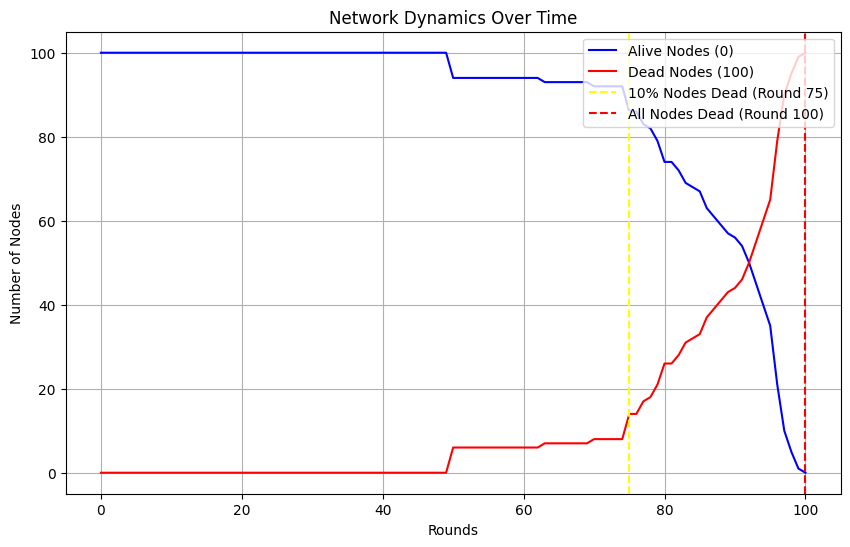 Network Dynamics Over Time
Alive Nodes (0)
Dead Nodes (100)
10% Nodes Dead (Round 75)
All Nodes Dead (Round 100)
Number of Nodes
100
80
60
40
20
0
0 20 40 60 80 100
Rounds